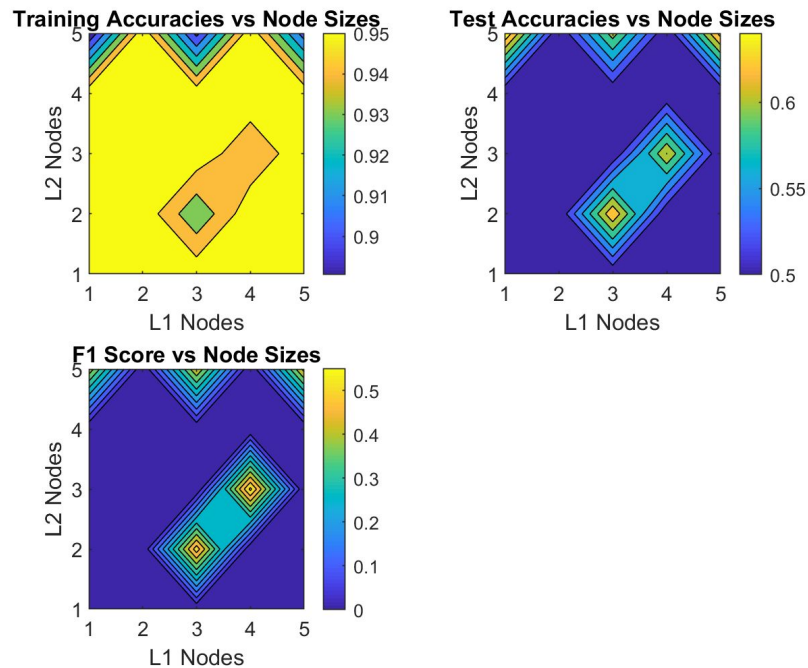 Training Accuracies vs Node Sizes
5
4
3
2
1
L2 Nodes
1 2 3 4 5
L1 Nodes
0.95
0.94
0.93
0.92
0.91
0.9
Test Accuracies vs Node Sizes
5
4
3
2
1
L2 Nodes
1 2 3 4 5
L1 Nodes
0.6
0.55
0.5
F1 Score vs Node Sizes
5
4
3
2
1
L2 Nodes
1 2 3 4 5
L1 Nodes
0.5
0.4
0.3
0.2
0.1
0